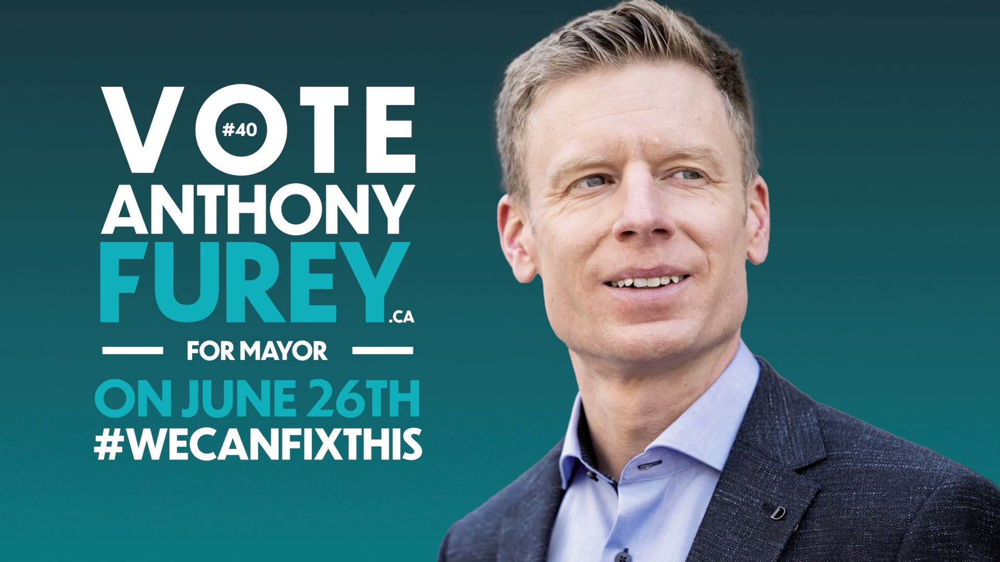 VOTE
#40
ANTHONY
FUREY.CA
FOR MAYOR
ON JUNE 26TH
#WECANFIXTHIS
D